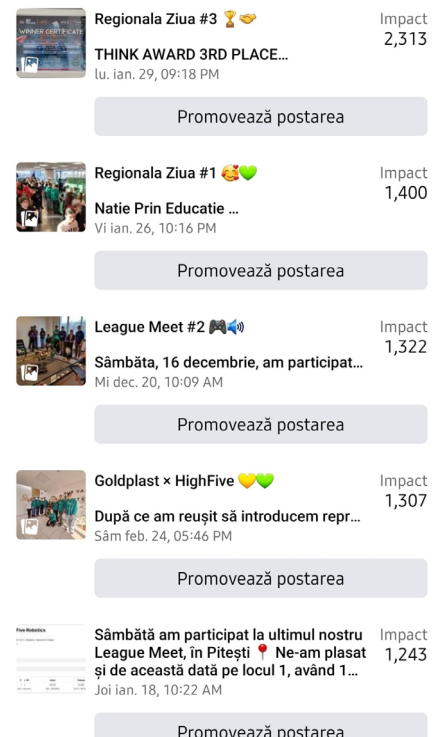 WINNER CERTIFICATE
Regionala Ziua #3 🏆🤝
Impact
2,313
THINK AWARD 3RD PLACE...
lu. ian. 29, 09:18 PM
Promovează postarea
Regionala Ziua #1 🥰💚
Impact
1,400
Natie Prin Educatie ...
Vi ian. 26, 10:16 PM
Promovează postarea
League Meet #2 🎮🔊
Impact
1,322
Sâmbăta, 16 decembrie, am participat...
Mi dec. 20, 10:09 AM
Promovează postarea
Goldplast × HighFive 💛💚
Impact
1,307
După ce am reușit să introducem repr...
Sâm feb. 24, 05:46 PM
Promovează postarea
Five Robotics
Sâmbătă am participat la ultimul nostru
Impact
League Meet, în Pitești 📍 Ne-am plasat
1,243
și de această dată pe locul 1, având 1...
Joi ian. 18, 10:22 AM
Promovează postarea